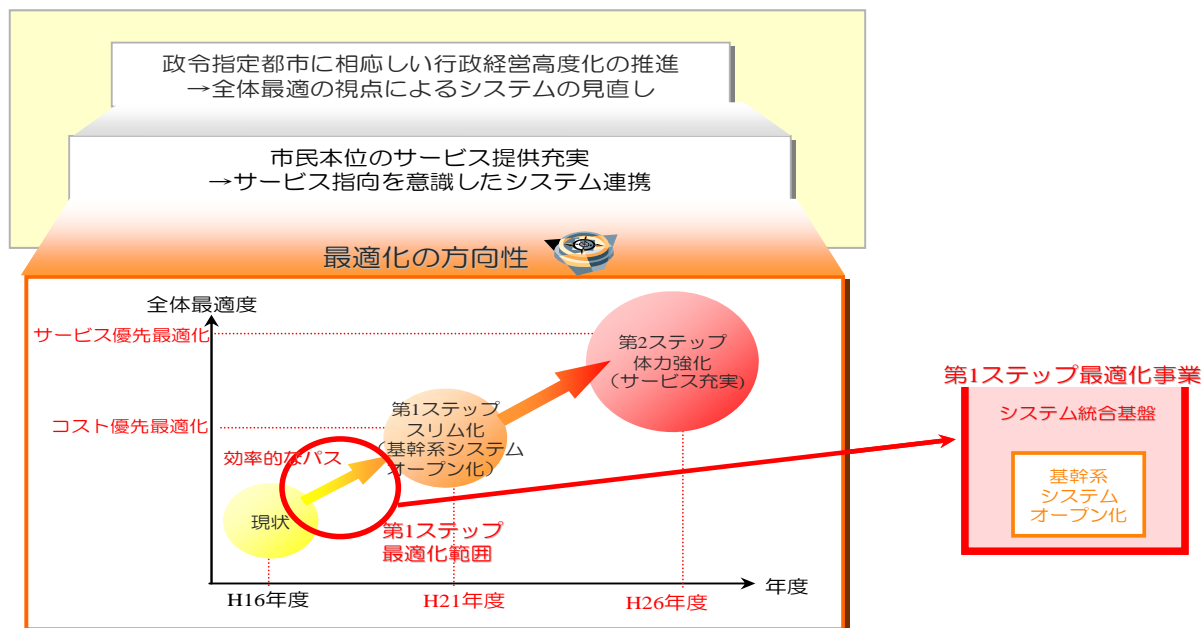 政令指定都市に相応しい行政経営高度化の推進
→全体最適の視点によるシステムの見直し
市民本位のサービス提供充実
→サービス指向を意識したシステム連携
最適化の方向性
全体最適度
サービス優先最適化
第2ステップ
体力強化
（サービス充実）
コスト優先最適化
第1ステップ
スリム化
（基幹系システム
オープン化）
効率的なパス
現状
第1ステップ
最適化範囲
H16年度
H21年度
H26年度
年度
第1ステップ最適化事業
システム統合基盤
基幹系
システム
オープン化